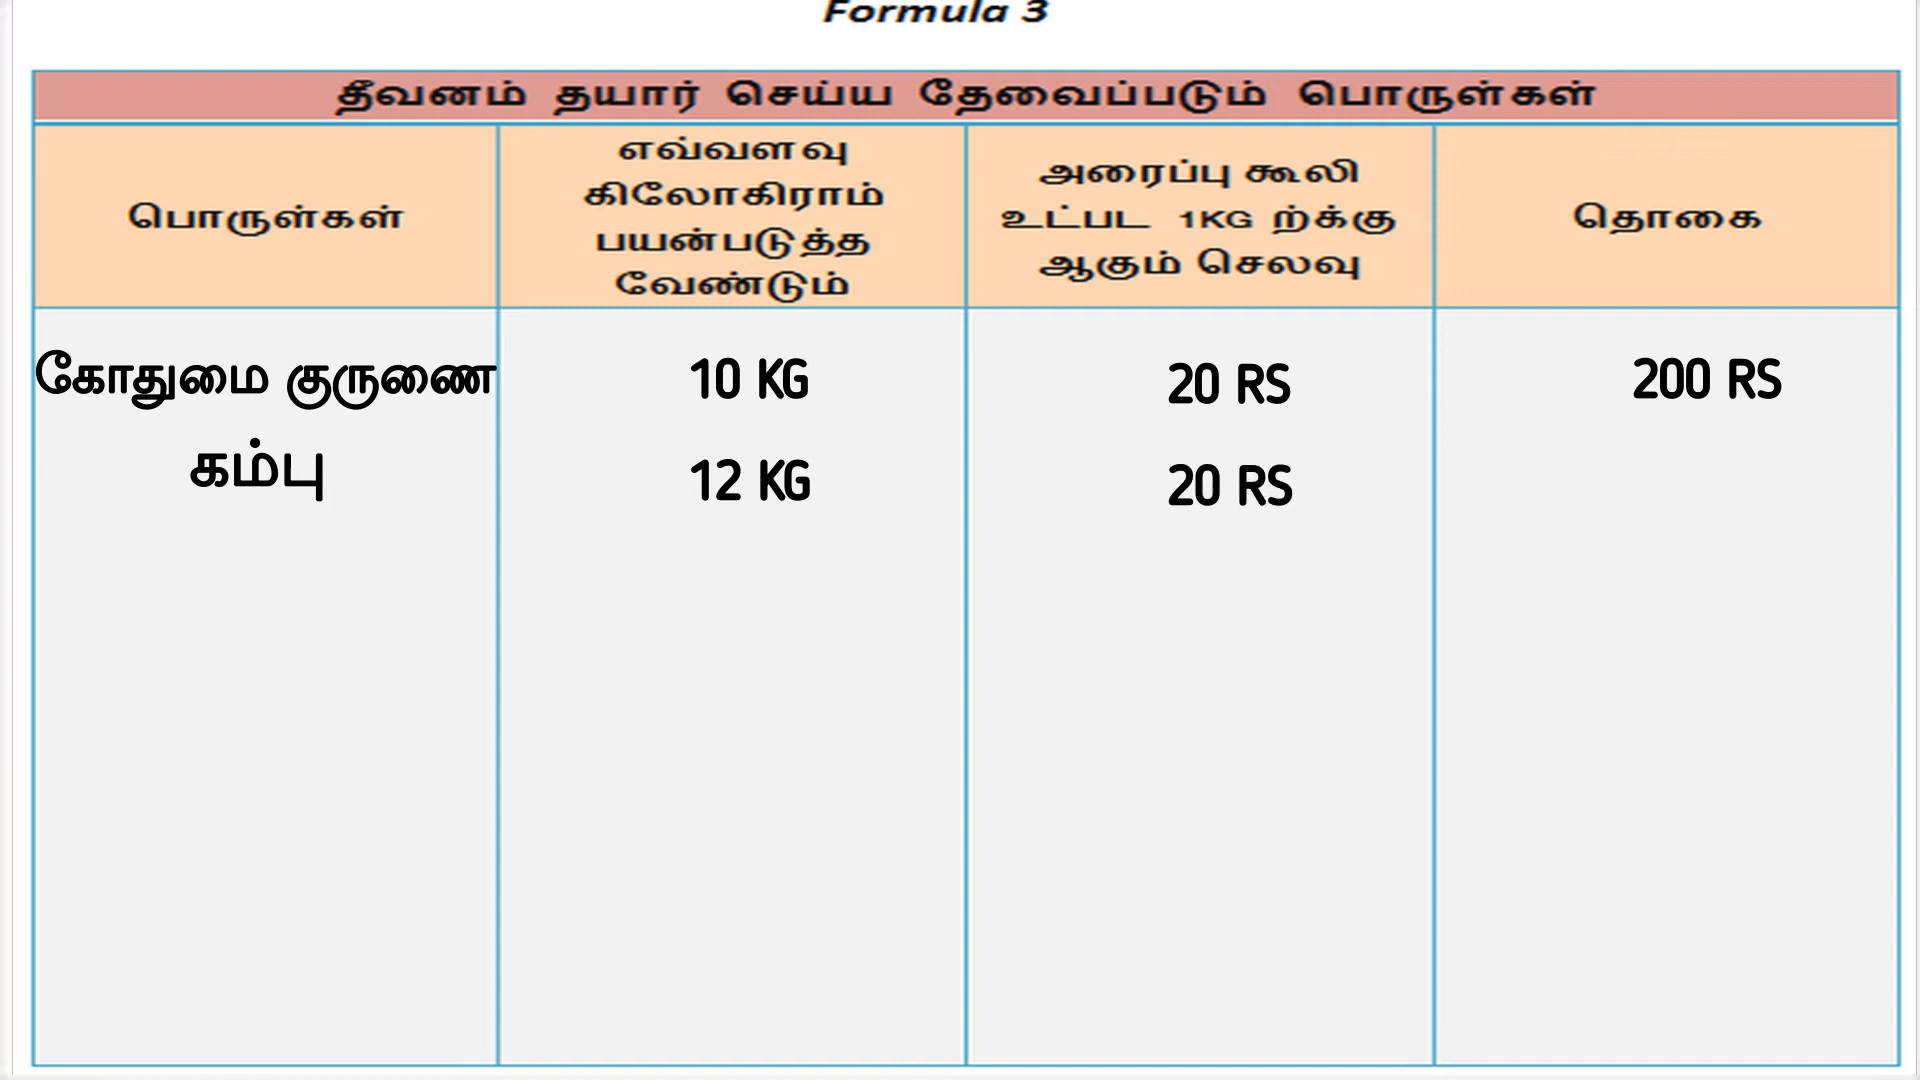 Formula 3
தீவனம் தயார் செய்ய தேவைப்படும் பொருள்கள்
பொருள்கள்
எவ்வளவு
கிலோகிராம்
பயன்படுத்த
வேண்டும்
அரைப்பு கூலி
உட்பட 1KG ற்க்கு
ஆகும் செலவு
தொகை
கோதுமை குருணை 10 KG 20 RS 200 RS
கம்பு 12 KG 20 RS